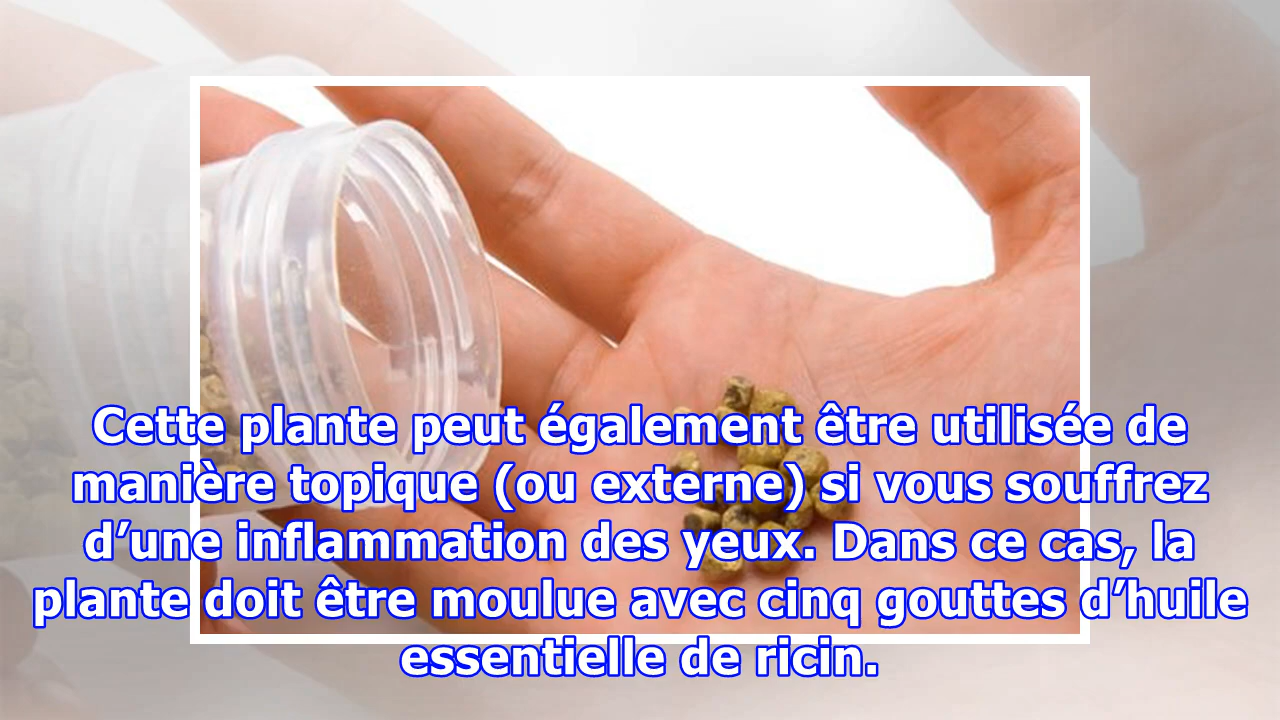 Cette plante peut également être utilisée de
manière topique (ou externe) si vous souffrez
d’une inflammation des yeux. Dans ce cas, la
plante doit être moulue avec cinq gouttes d’huile
essentielle de ricin.